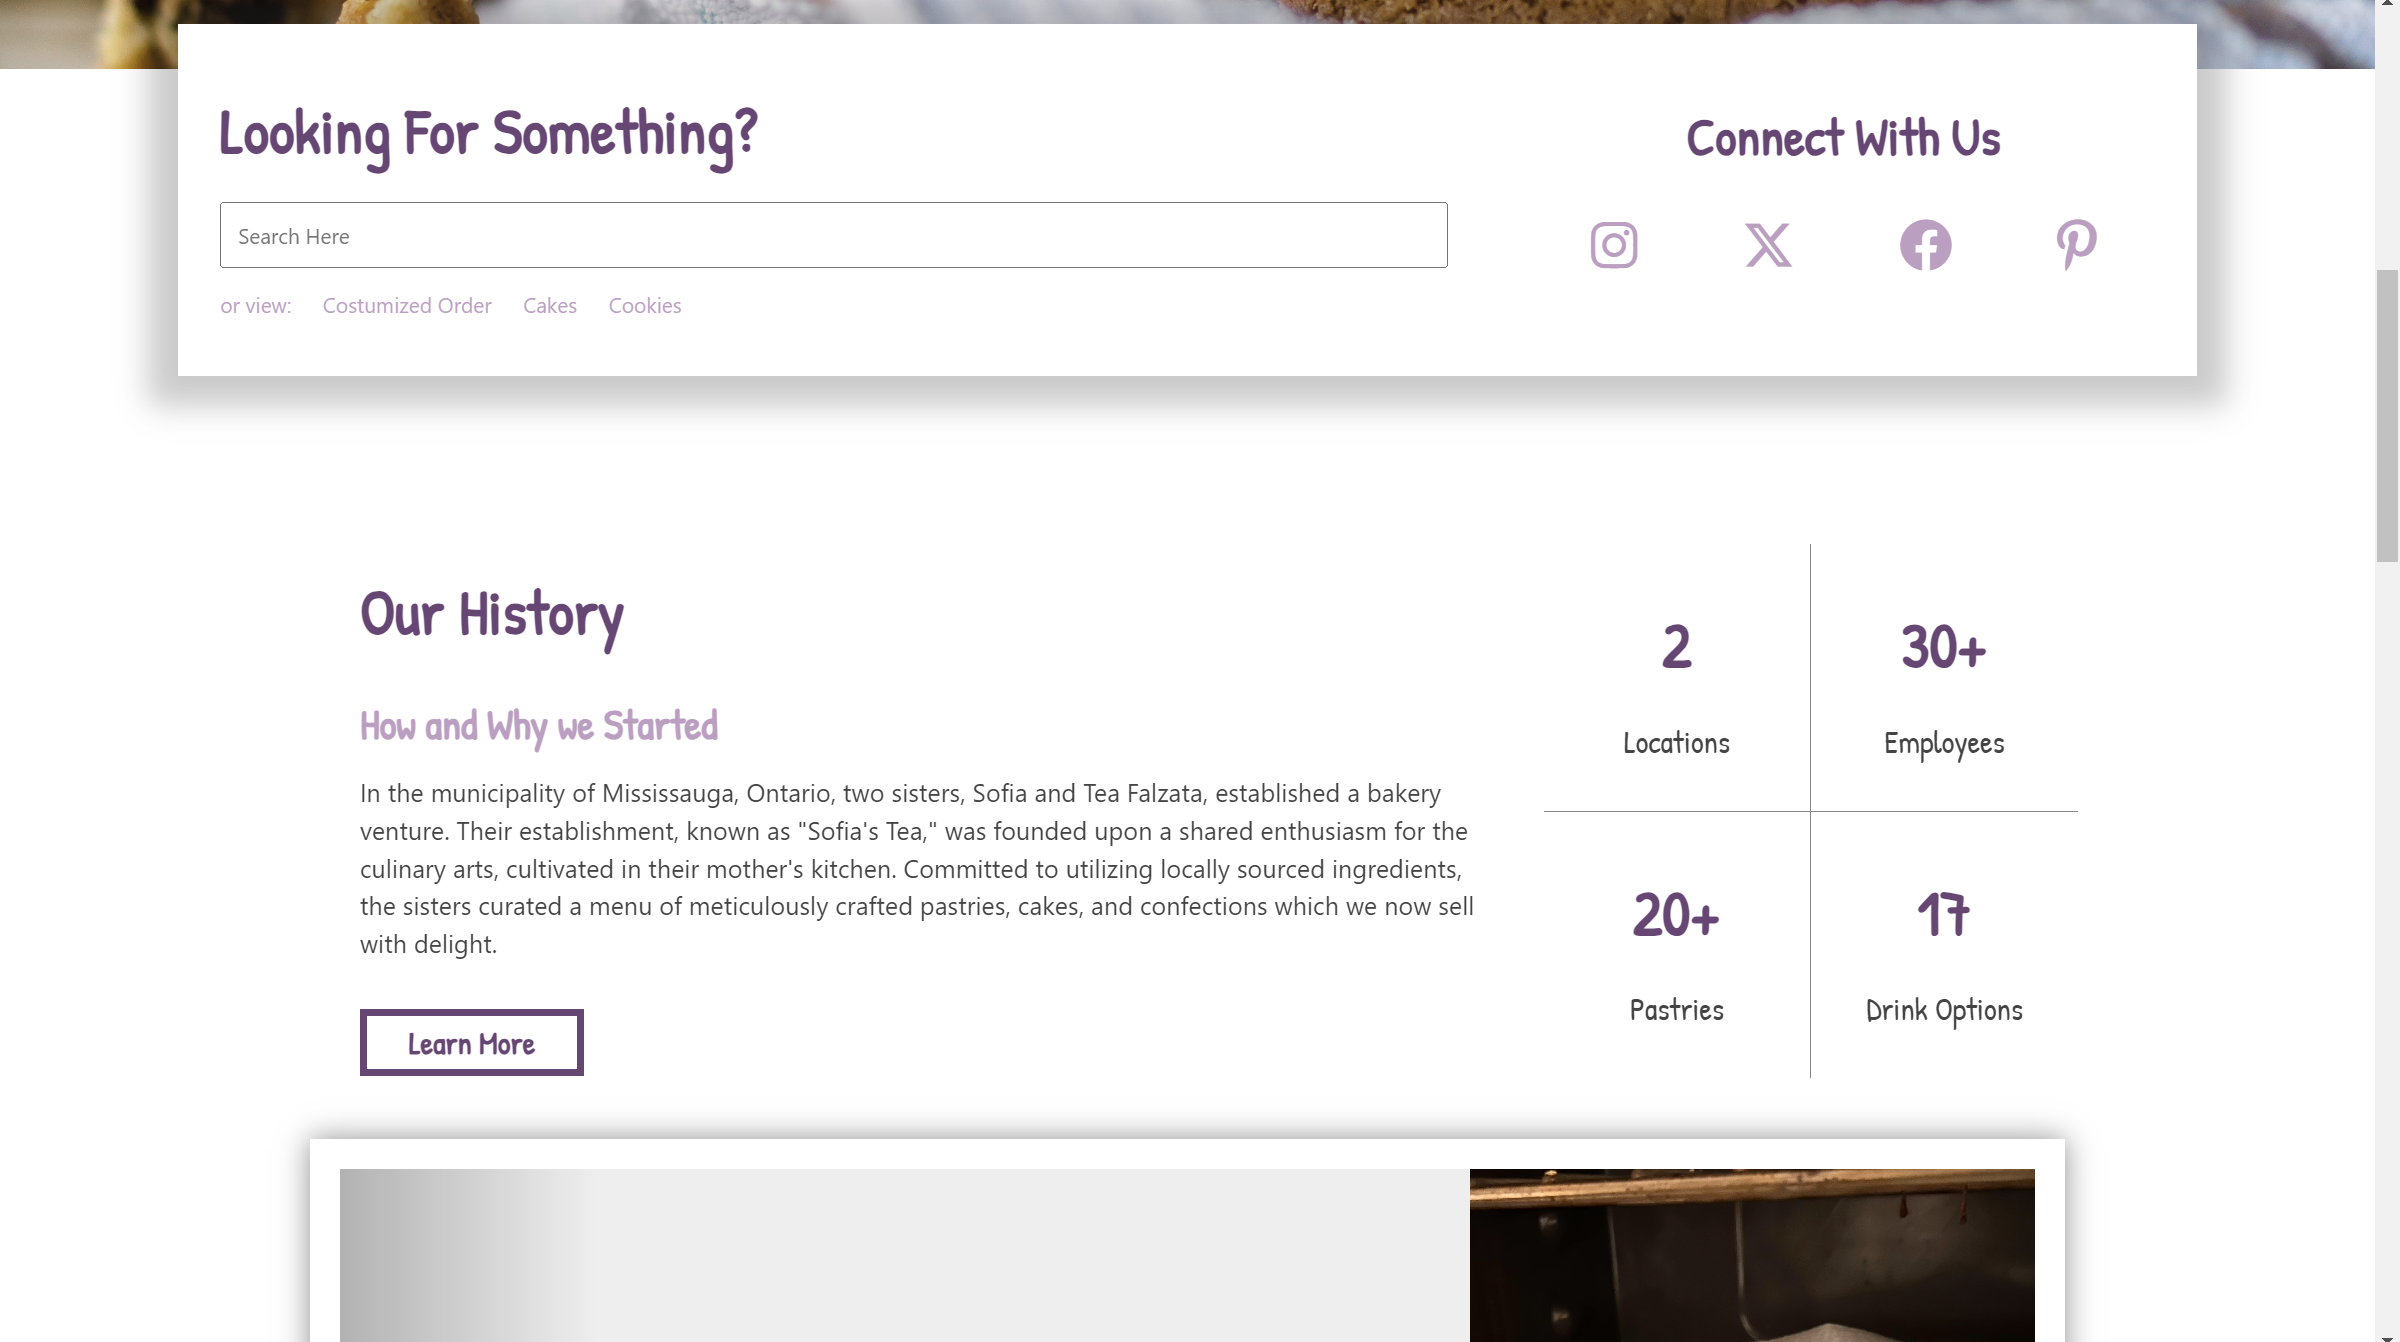 Looking For Something?
Search Here
or view: Costumized Order Cakes Cookies
Connect With Us
Our History
How and Why we Started
In the municipality of Mississauga, Ontario, two sisters, Sofia and Tea Falzata, established a bakery
venture. Their establishment, known as "Sofia's Tea," was founded upon a shared enthusiasm for the
culinary arts, cultivated in their mother's kitchen. Committed to utilizing locally sourced ingredients,
the sisters curated a menu of meticulously crafted pastries, cakes, and confections which we now sell
with delight.
Learn More
2
Locations
30+
Employees
20+
Pastries
17
Drink Options